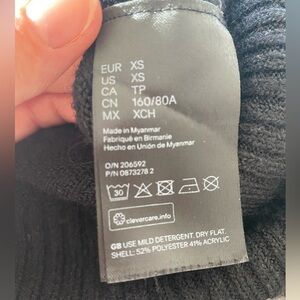 EUR XS
US XS
CA TP
CN 160/80A
MX XCH
Made in Myanmar
Fabriqué en Birmanie
Hecho en Unión de Myanmar
O/N 206592
P/N 0873278 2
30
clevercare.info
GB USE MILD DETERGENT. DRY FLAT.
SHELL: 52% POLYESTER 41% ACRYLIC